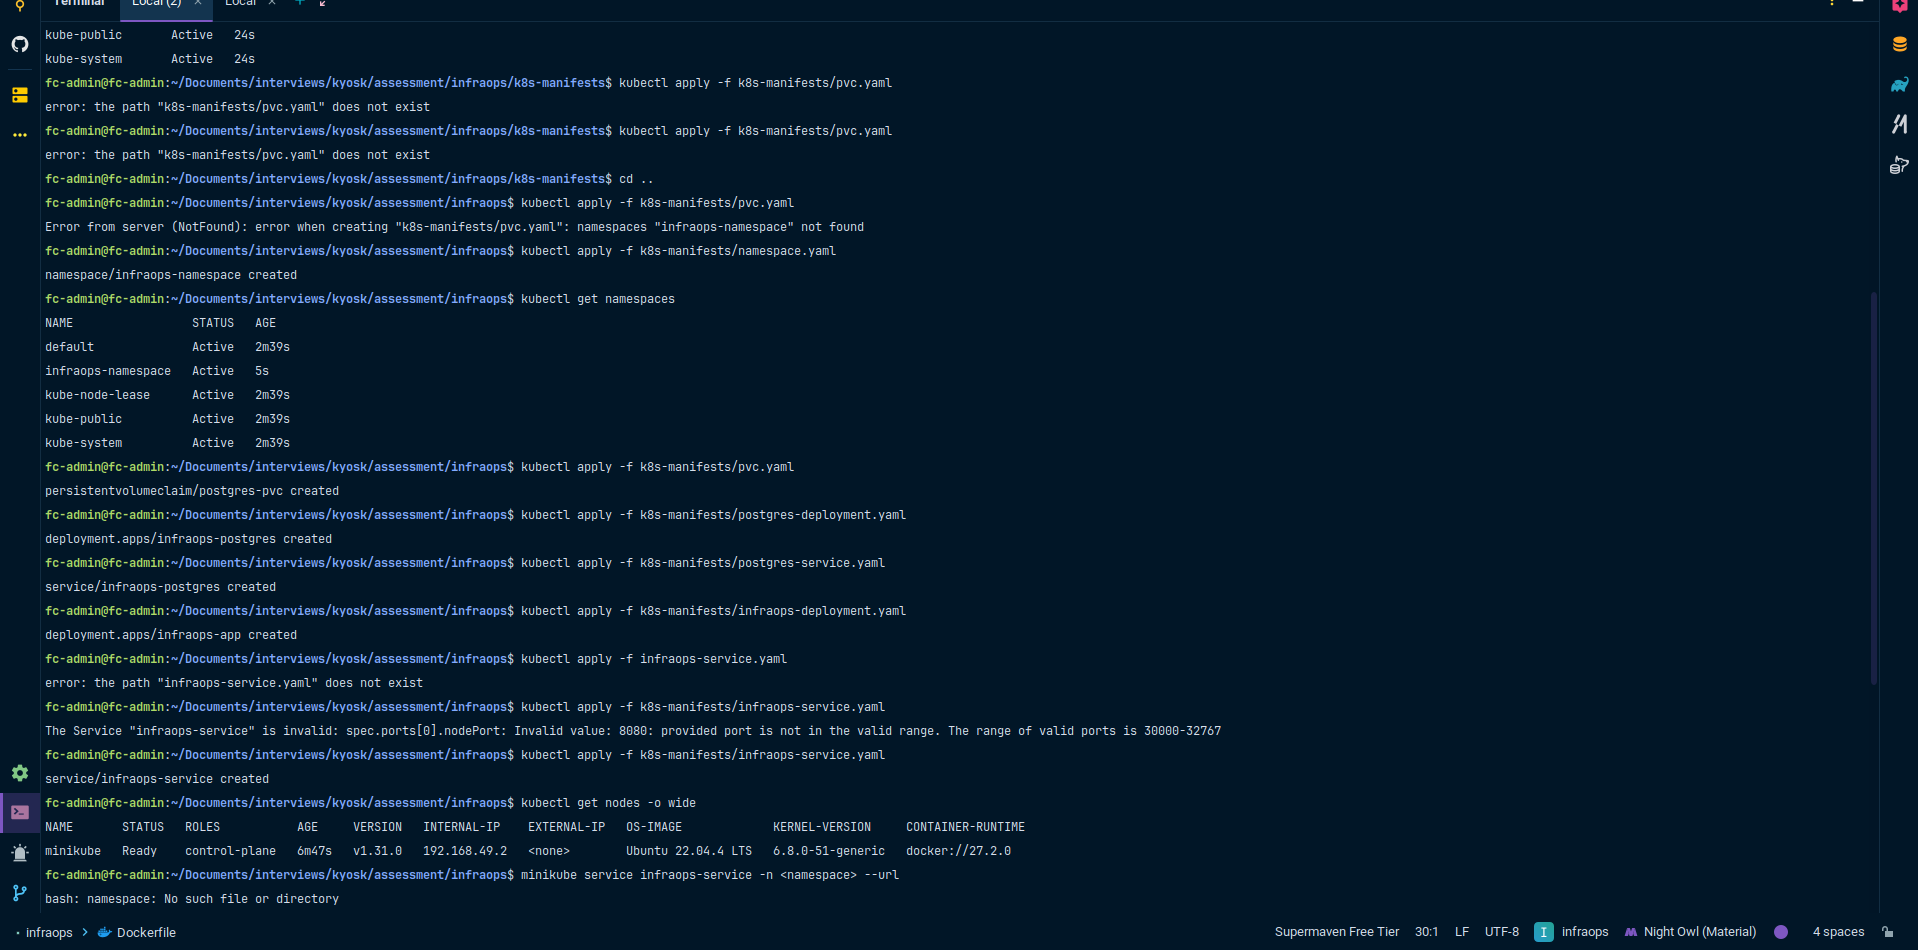 Terminal Local (2) × Local × +
kube-public Active 24s
kube-system Active 24s
fc-admin@fc-admin:~/Documents/interviews/kyosk/assessment/infraops/k8s-manifests$ kubectl apply -f k8s-manifests/pvc.yaml
error: the path "k8s-manifests/pvc.yaml" does not exist
fc-admin@fc-admin:~/Documents/interviews/kyosk/assessment/infraops/k8s-manifests$ kubectl apply -f k8s-manifests/pvc.yaml
error: the path "k8s-manifests/pvc.yaml" does not exist
fc-admin@fc-admin:~/Documents/interviews/kyosk/assessment/infraops/k8s-manifests$ cd ..
fc-admin@fc-admin:~/Documents/interviews/kyosk/assessment/infraops$ kubectl apply -f k8s-manifests/pvc.yaml
Error from server (NotFound): error when creating "k8s-manifests/pvc.yaml": namespaces "infraops-namespace" not found
fc-admin@fc-admin:~/Documents/interviews/kyosk/assessment/infraops$ kubectl apply -f k8s-manifests/namespace.yaml
namespace/infraops-namespace created
fc-admin@fc-admin:~/Documents/interviews/kyosk/assessment/infraops$ kubectl get namespaces
NAME STATUS AGE
default Active 2m39s
infraops-namespace Active 5s
kube-node-lease Active 2m39s
kube-public Active 2m39s
kube-system Active 2m39s
fc-admin@fc-admin:~/Documents/interviews/kyosk/assessment/infraops$ kubectl apply -f k8s-manifests/pvc.yaml
persistentvolumeclaim/postgres-pvc created
fc-admin@fc-admin:~/Documents/interviews/kyosk/assessment/infraops$ kubectl apply -f k8s-manifests/postgres-deployment.yaml
deployment.apps/infraops-postgres created
fc-admin@fc-admin:~/Documents/interviews/kyosk/assessment/infraops$ kubectl apply -f k8s-manifests/postgres-service.yaml
service/infraops-postgres created
fc-admin@fc-admin:~/Documents/interviews/kyosk/assessment/infraops$ kubectl apply -f k8s-manifests/infraops-deployment.yaml
deployment.apps/infraops-app created
fc-admin@fc-admin:~/Documents/interviews/kyosk/assessment/infraops$ kubectl apply -f infraops-service.yaml
error: the path "infraops-service.yaml" does not exist
fc-admin@fc-admin:~/Documents/interviews/kyosk/assessment/infraops$ kubectl apply -f k8s-manifests/infraops-service.yaml
The Service "infraops-service" is invalid: spec.ports[0].nodePort: Invalid value: 8080: provided port is not in the valid range. The range of valid ports is 30000-32767
fc-admin@fc-admin:~/Documents/interviews/kyosk/assessment/infraops$ kubectl apply -f k8s-manifests/infraops-service.yaml
service/infraops-service created
fc-admin@fc-admin:~/Documents/interviews/kyosk/assessment/infraops$ kubectl get nodes -o wide
NAME STATUS ROLES AGE VERSION INTERNAL-IP EXTERNAL-IP OS-IMAGE KERNEL-VERSION CONTAINER-RUNTIME
minikube Ready control-plane 6m47s v1.31.0 192.168.49.2 <none> Ubuntu 22.04.4 LTS 6.8.0-51-generic docker://27.2.0
fc-admin@fc-admin:~/Documents/interviews/kyosk/assessment/infraops$ minikube service infraops-service -n <namespace> --url
bash: namespace: No such file or directory
infraops > Dockerfile Supermaven Free Tier 30:1 LF UTF-8 I infraops Night Owl (Material) 4 spaces